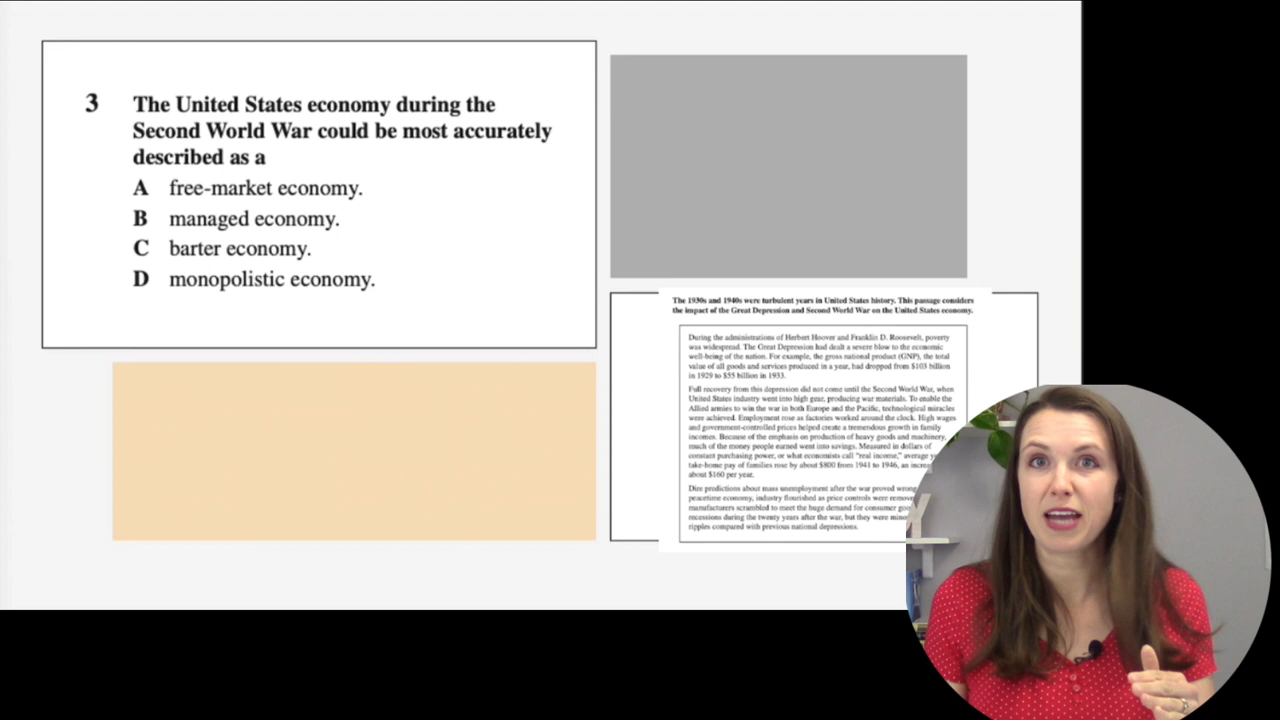 3 The United States economy during the
Second World War could be most accurately
described as a
A free-market economy.
B managed economy.
C barter economy.
D monopolistic economy.
The 1930s and 1940s were turbulent years in United States history. This passage considers
the impact of the Great Depression and Second World War on the United States economy.
During the administrations of Herbert Hoover and Franklin D. Roosevelt, poverty
was widespread. The Great Depression had dealt a severe blow to the economic
well-being of the nation. For example, the gross national product (GNP), the total
value of all goods and services produced in a year, had dropped from $103 billion
in 1929 to $55 billion in 1933.
Full recovery from this depression did not come until the Second World War, when
United States industry went into high gear, producing war materials. To enable the
Allied armies to win the war in both Europe and the Pacific, technological miracles
were achieved. Employment rose as factories worked around the clock. High wages
and government-controlled prices helped create a tremendous growth in family
incomes. Because of the emphasis on production of heavy goods and machinery,
much of the money people earned went into savings. Measured in dollars of
constant purchasing power, or what economists call "real income," average
take-home pay of families rose by about $800 from 1941 to 1946, an
about $160 per year.
Dire predictions about mass unemployment after the war proved wrong
peacetime economy, industry flourished as price controls were
manufacturers scrambled to meet the huge demand for consumer
recessions during the twenty years after the war, but they were
ripples compared with previous national depressions.